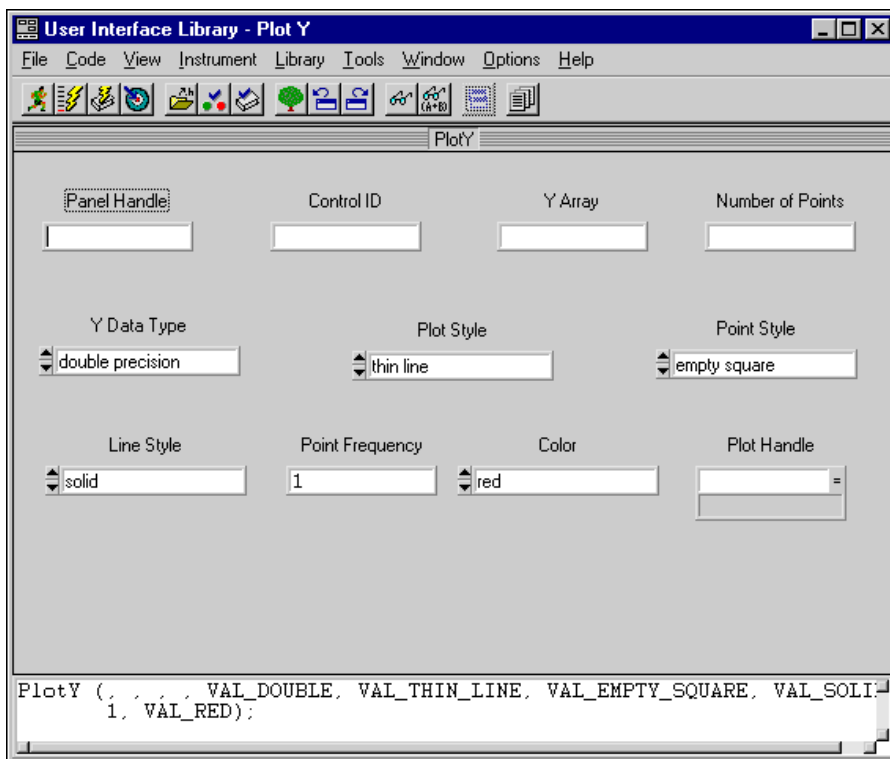 User Interface Library - Plot Y
File Code View Instrument Library Tools Window Options Help
PlotY
Panel Handle Control ID Y Array Number of Points
Y Data Type Plot Style Point Style
double precision thin line empty square
Line Style Point Frequency Color Plot Handle
solid 1 red =
PlotY (, , , , VAL_DOUBLE, VAL_THIN_LINE, VAL_EMPTY_SQUARE, VAL_SOLI
1, VAL_RED);